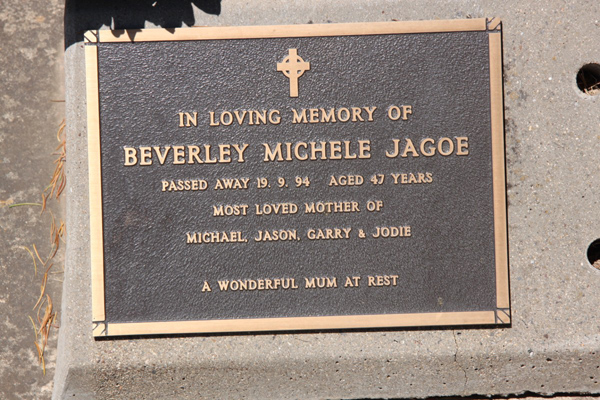 IN LOVING MEMORY OF
BEVERLEY MICHELE JAGOE
PASSED AWAY 19. 9. 94 AGED 47 YEARS
MOST LOVED MOTHER OF
MICHAEL, JASON, GARRY & JODIE
A WONDERFUL MUM AT REST